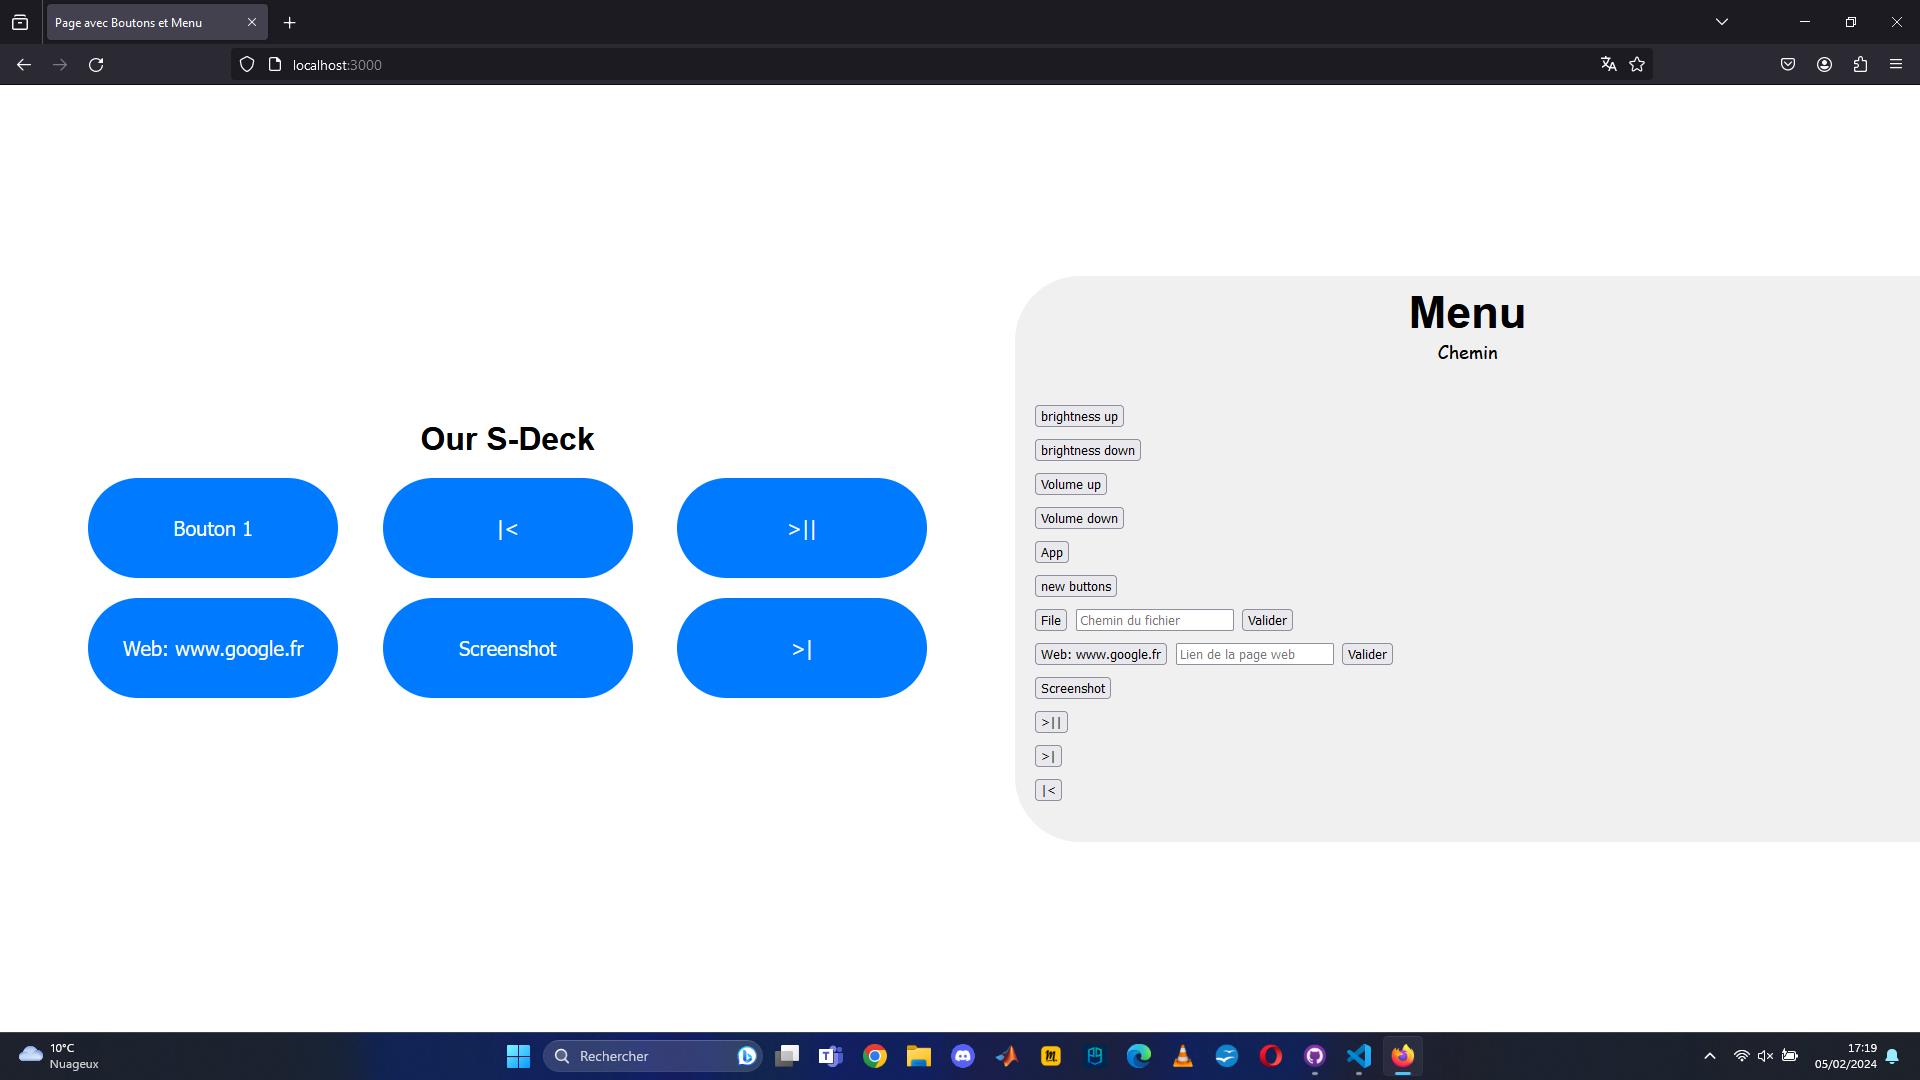 Page avec Boutons et Menu
localhost:3000
Menu
Chemin
brightness up
brightness down
Volume up
Volume down
App
new buttons
File Chemin du fichier Valider
Web: www.google.fr Lien de la page web Valider
Screenshot
>||
>|
|<
Our S-Deck
Bouton 1 |< >||
Web: www.google.fr Screenshot >|
10°C
Nuageux
Rechercher
17:19
05/02/2024